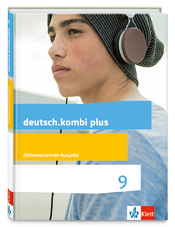 deutsch.kombi plus
Differenzierende Ausgabe
9
Klett